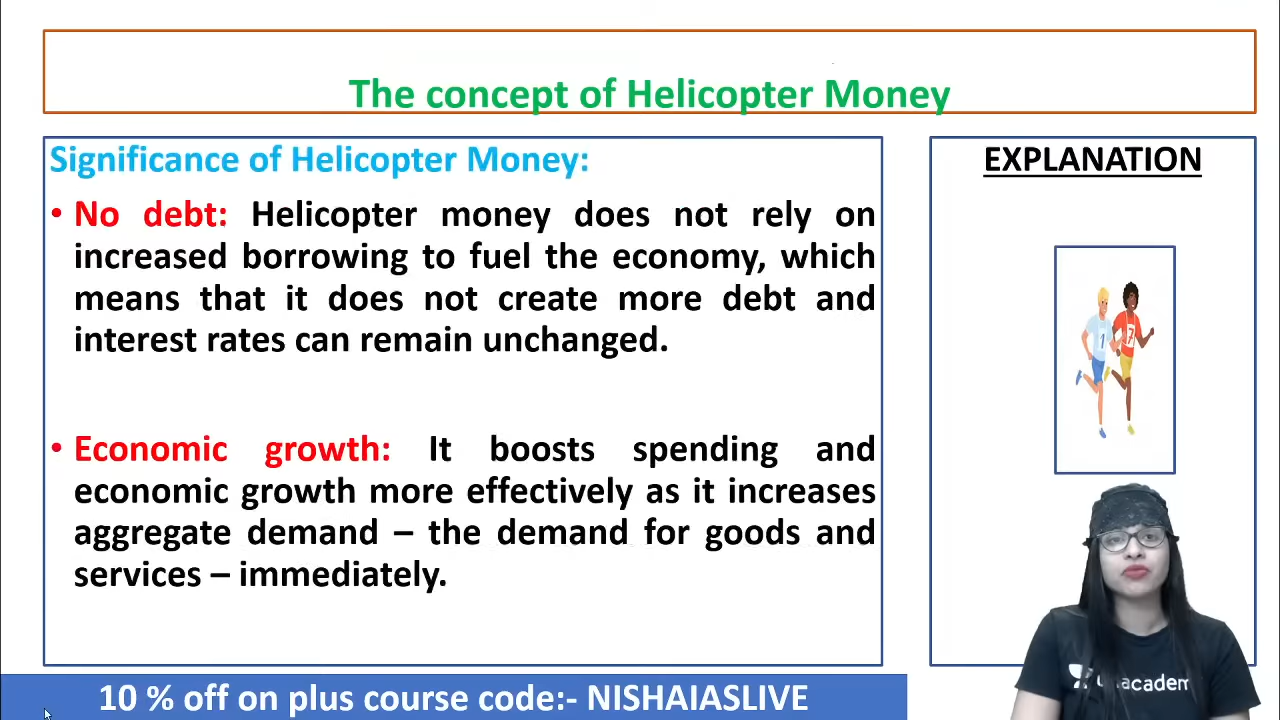 The concept of Helicopter Money
Significance of Helicopter Money:
• No debt: Helicopter money does not rely on
increased borrowing to fuel the economy, which
means that it does not create more debt and
interest rates can remain unchanged.
• Economic growth: It boosts spending and
economic growth more effectively as it increases
aggregate demand – the demand for goods and
services – immediately.
EXPLANATION
1
7
10 % off on plus course code:- NISHAIASLIVE